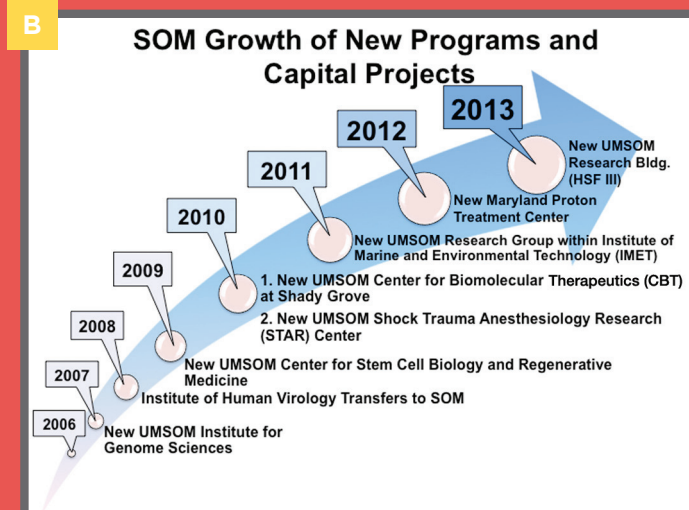 B
SOM Growth of New Programs and
Capital Projects
2013
New UMSOM
Research Bldg.
(HSF III)
2012
New Maryland Proton
Treatment Center
2011
New UMSOM Research Group within Institute of
Marine and Environmental Technology (IMET)
2010
1. New UMSOM Center for Biomolecular Therapeutics (CBT)
at Shady Grove
2. New UMSOM Shock Trauma Anesthesiology Research
(STAR) Center
2009
New UMSOM Center for Stem Cell Biology and Regenerative
Medicine
2008
Institute of Human Virology Transfers to SOM
2007
New UMSOM Institute for
Genome Sciences
2006